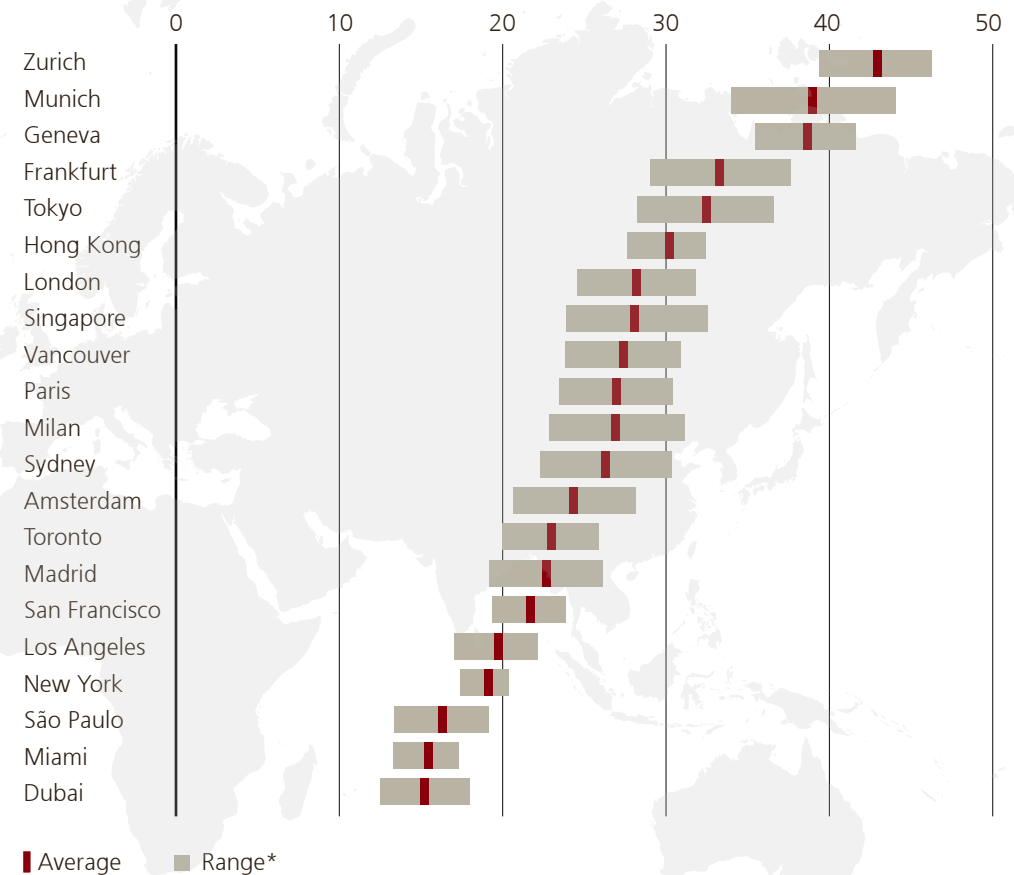 0 10 20 30 40 50
Zurich
Munich
Geneva
Frankfurt
Tokyo
Hong Kong
London
Singapore
Vancouver
Paris
Milan
Sydney
Amsterdam
Toronto
Madrid
San Francisco
Los Angeles
New York
São Paulo
Miami
Dubai
Average Range*